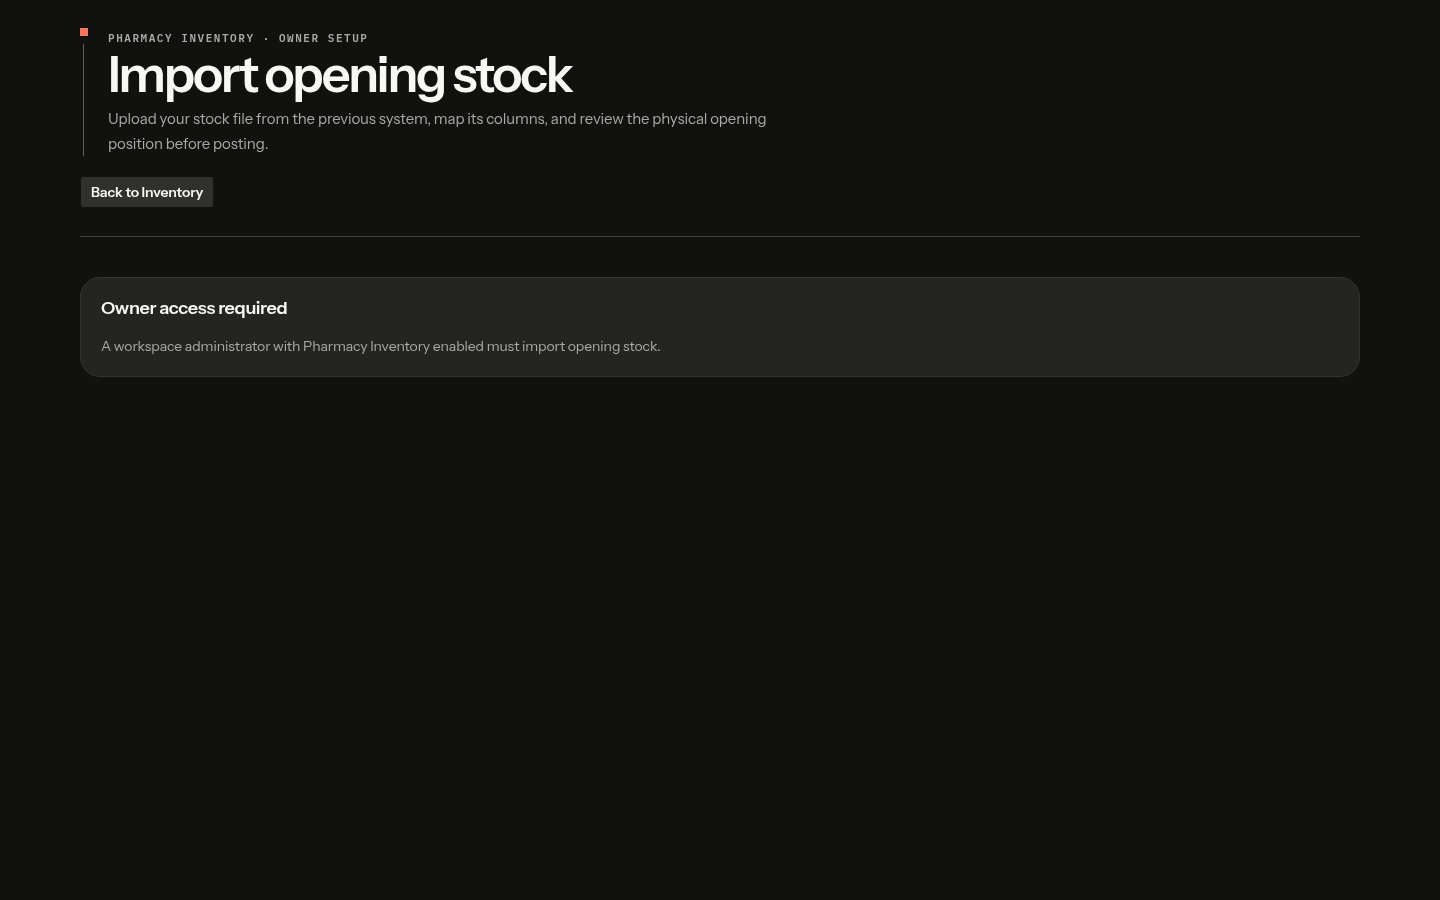 PHARMACY INVENTORY · OWNER SETUP
Import opening stock
Upload your stock file from the previous system, map its columns, and review the physical opening
position before posting.
Back to Inventory
Owner access required
A workspace administrator with Pharmacy Inventory enabled must import opening stock.